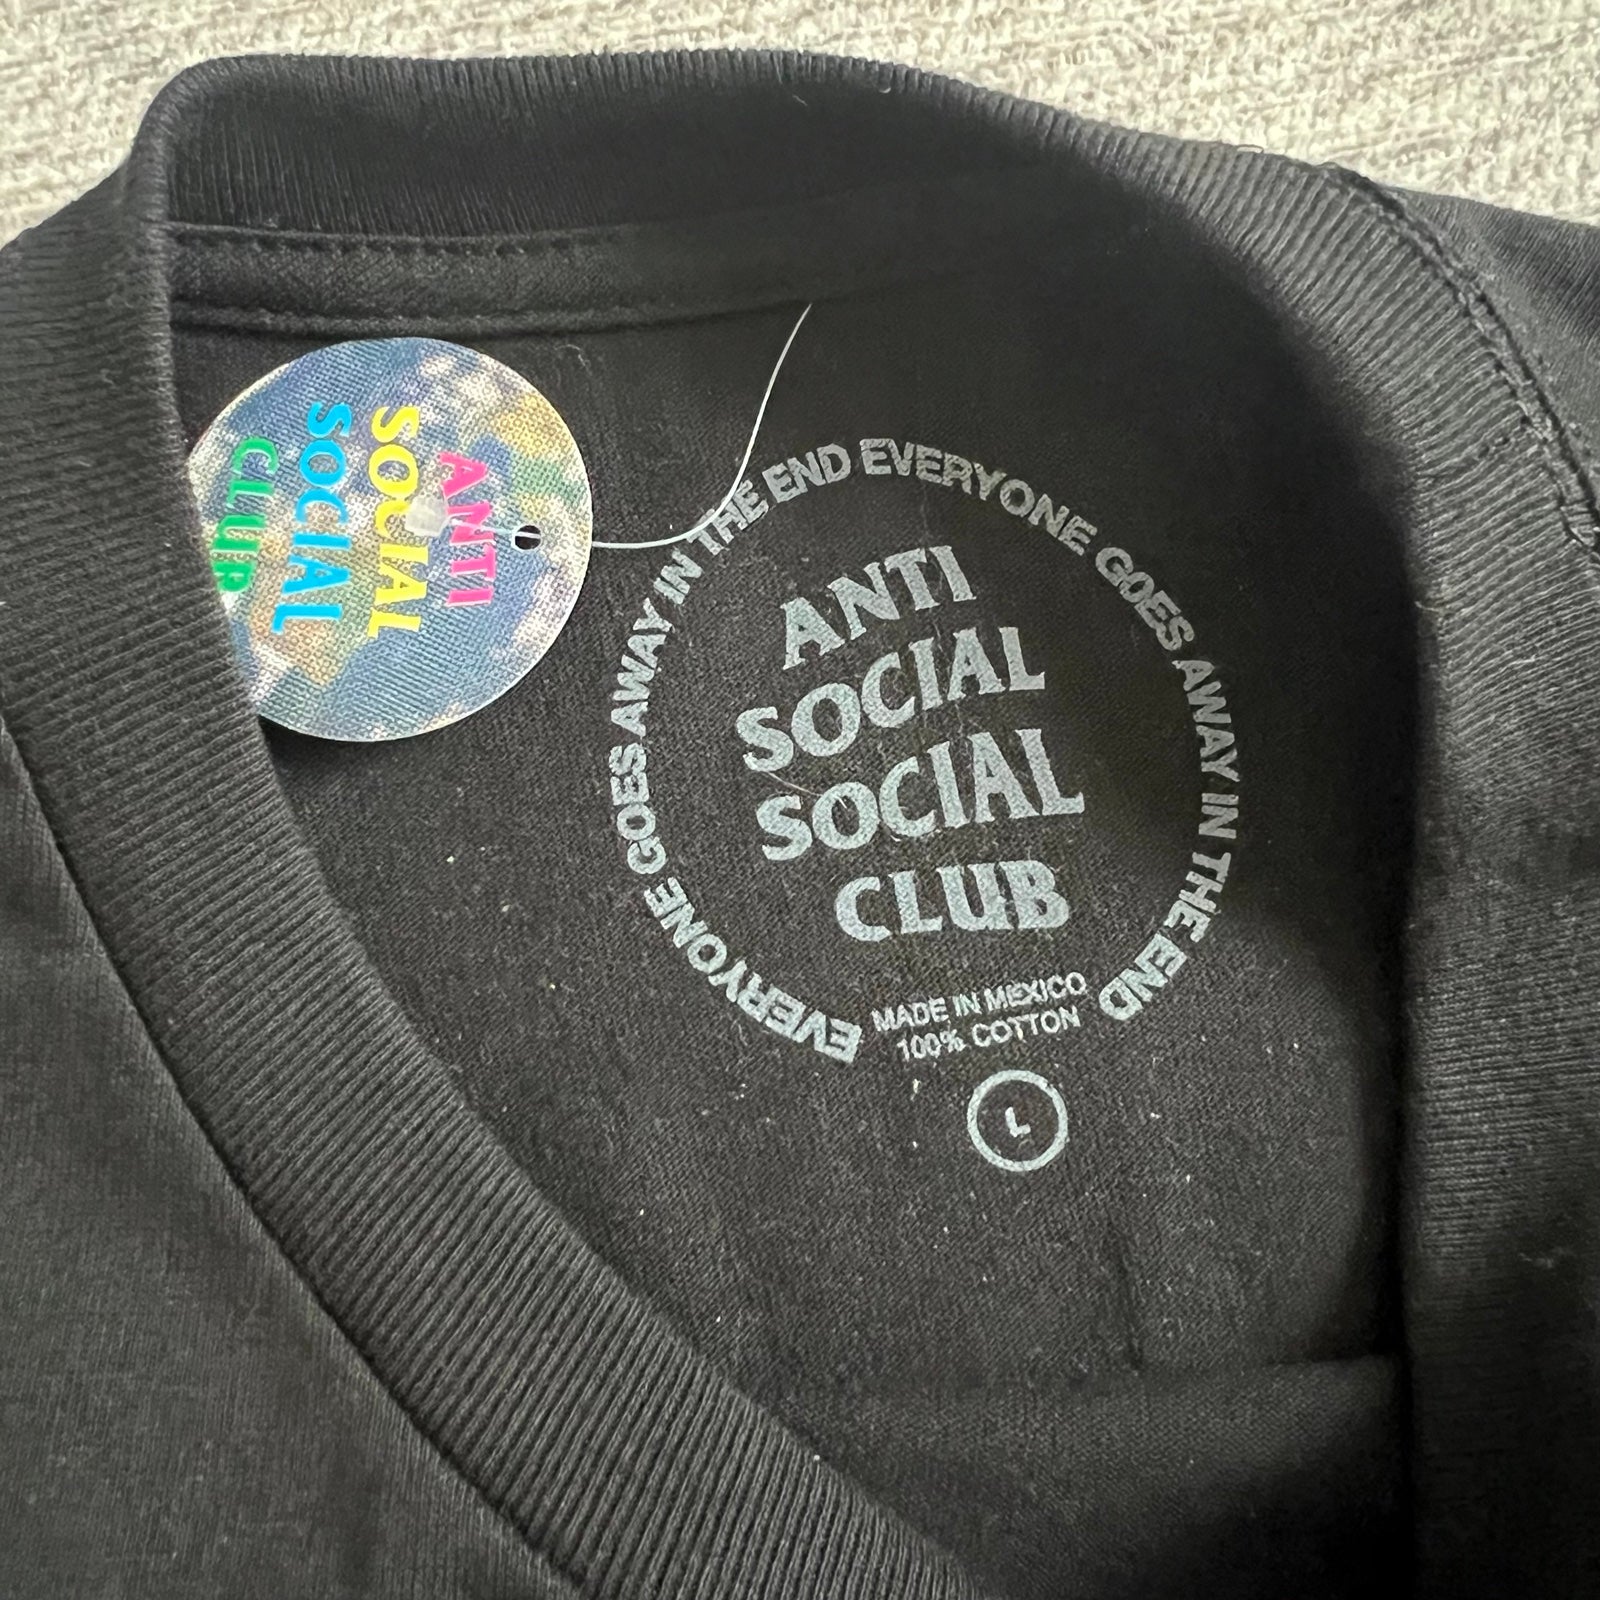 ANTI
SOCIAL
SOCIAL
CLUB
EVERYONE GOES AWAY IN THE END EVERYONE GOES AWAY IN THE END
ANTI
SOCIAL
SOCIAL
CLUB
MADE IN MEXICO
100% COTTON
L